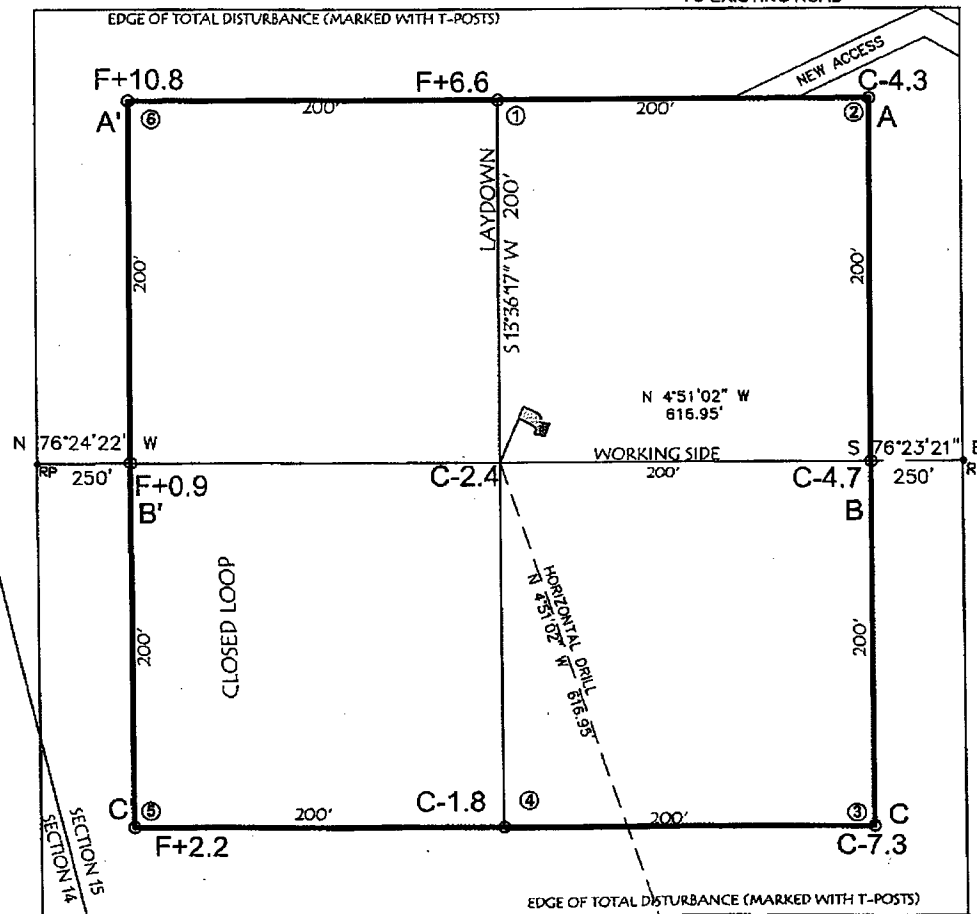 EDGE OF TOTAL DISTURBANCE (MARKED WITH T-POSTS)
NEW ACCESS
F+10.8
F+6.6
C-4.3
200'
200'
A'
⑥
①
②
A
LAYDOWN
S 13°36'17" W 200'
200'
200'
N 4°51'02" W
616.95'
N 76°24'22' W
WORKING SIDE
S 76°23'21" E
RP
250'
F+0.9
C-2.4
200'
C-4.7
250'
B'
B
CLOSED LOOP
HORIZONTAL DRILL
N 4°51'02" W 616.95'
200'
200'
C
⑤
C-1.8
④
③
C
200'
200'
F+2.2
C-7.3
SECTION 15
SECTION 14
EDGE OF TOTAL DISTURBANCE (MARKED WITH T-POSTS)